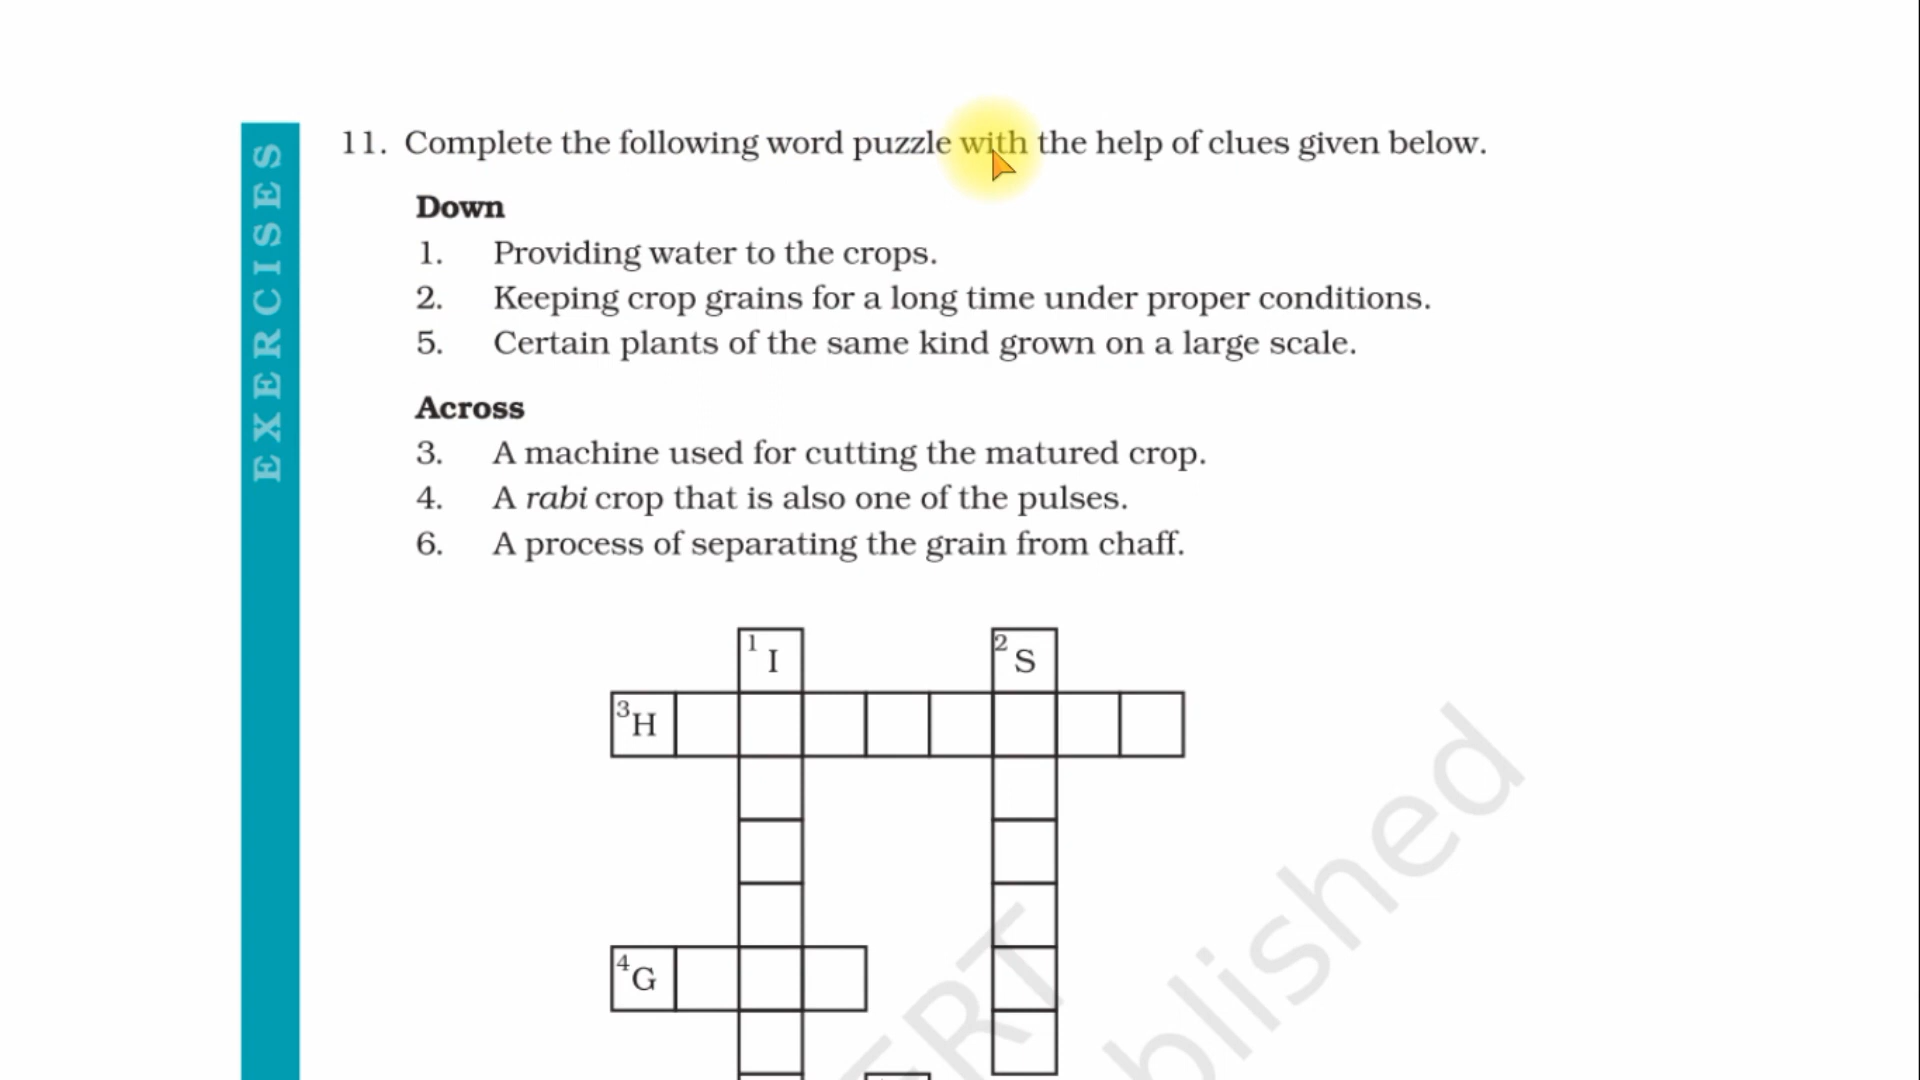 EXERCISES
11. Complete the following word puzzle with the help of clues given below.
Down
1. Providing water to the crops.
2. Keeping crop grains for a long time under proper conditions.
5. Certain plants of the same kind grown on a large scale.
Across
3. A machine used for cutting the matured crop.
4. A rabi crop that is also one of the pulses.
6. A process of separating the grain from chaff.
1 I
2 S
3 H
4 G
ERT
blished